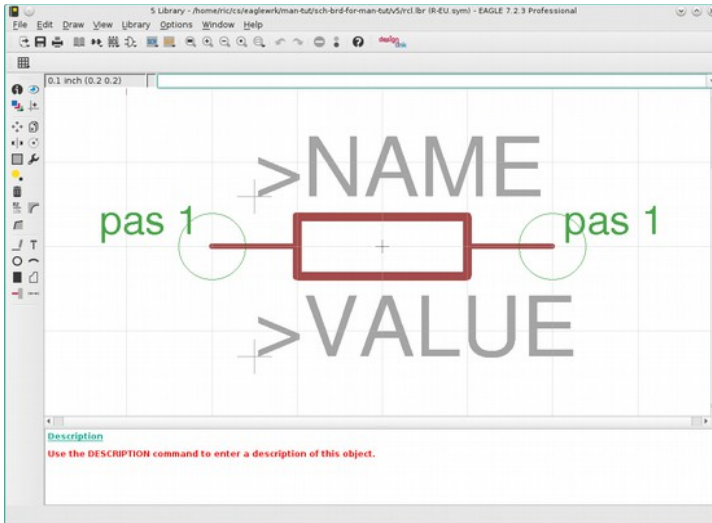 5 Library - /home/ric/cs/eaglewrk/man-tut/sch-brd-for-man-tut/v5/rcl.lbr (R-EU.sym) - EAGLE 7.2.3 Professional
File Edit Draw View Library Options Window Help
design link
0.1 inch (0.2 0.2)
>NAME
pas 1 pas 1
>VALUE
Description
Use the DESCRIPTION command to enter a description of this object.